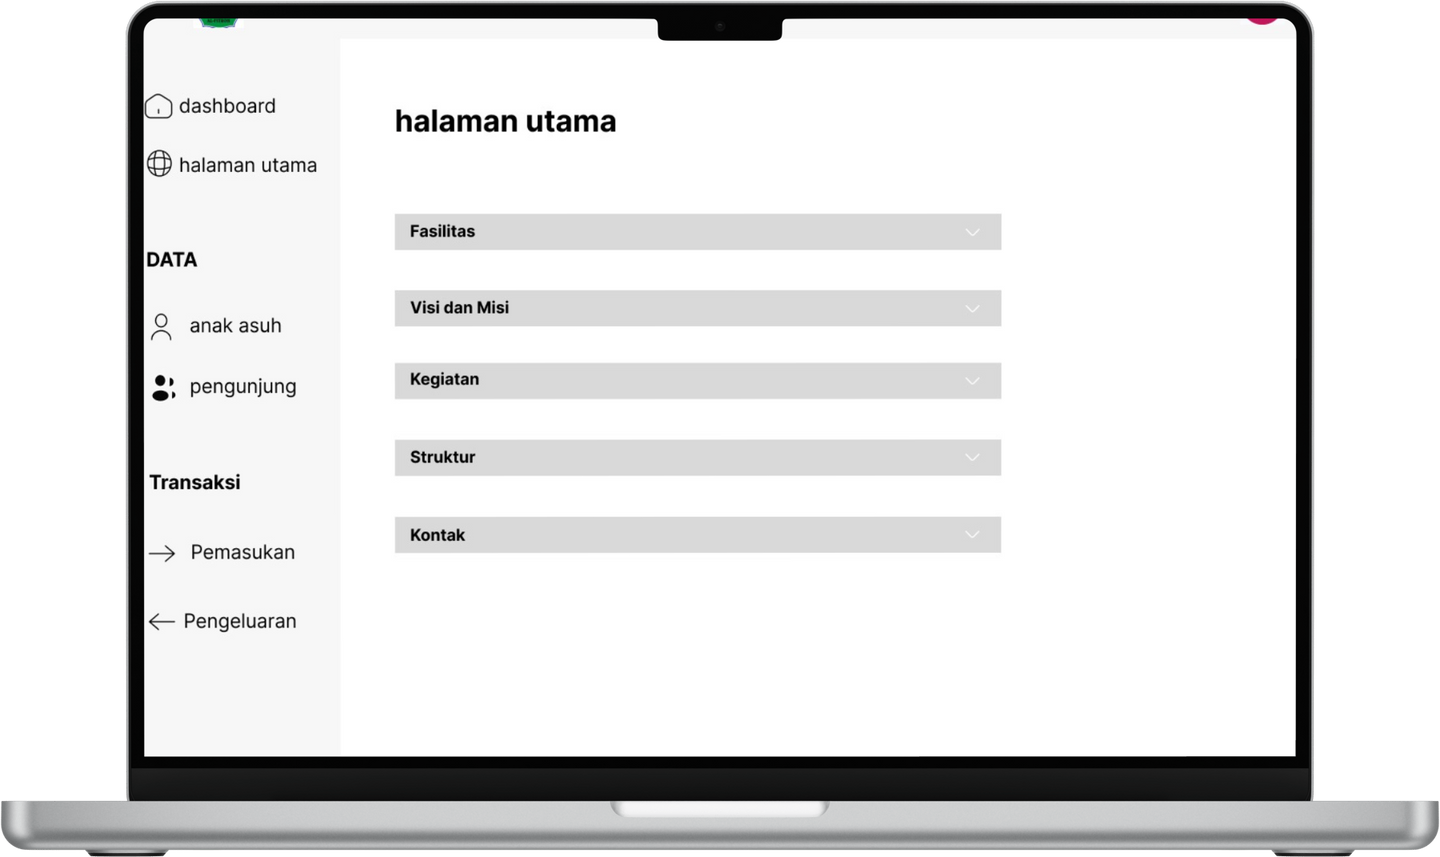 dashboard
halaman utama
DATA
anak asuh
pengunjung
Transaksi
Pemasukan
Pengeluaran
halaman utama
Fasilitas
Visi dan Misi
Kegiatan
Struktur
Kontak